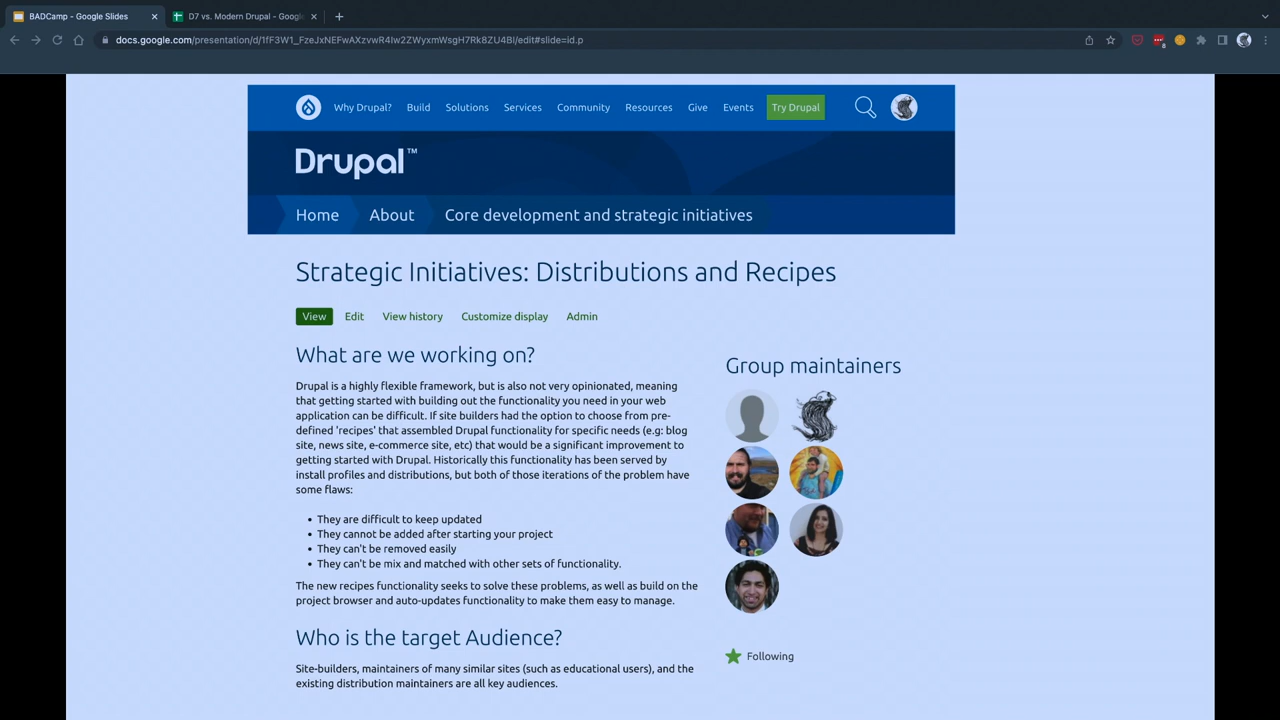 BADCamp - Google Slides
D7 vs. Modern Drupal - Google
docs.google.com/presentation/d/1fF3W1_FzeJxNEFwAXzvwR4Iw2ZWyxmWsgH7Rk8ZU4BI/edit#slide=id.p
8
Why Drupal? Build Solutions Services Community Resources Give Events Try Drupal
Drupal™
Home About Core development and strategic initiatives
Strategic Initiatives: Distributions and Recipes
View Edit View history Customize display Admin
What are we working on?
Drupal is a highly flexible framework, but is also not very opinionated, meaning
that getting started with building out the functionality you need in your web
application can be difficult. If site builders had the option to choose from pre-
defined 'recipes' that assembled Drupal functionality for specific needs (e.g: blog
site, news site, e-commerce site, etc) that would be a significant improvement to
getting started with Drupal. Historically this functionality has been served by
install profiles and distributions, but both of those iterations of the problem have
some flaws:
• They are difficult to keep updated
• They cannot be added after starting your project
• They can't be removed easily
• They can't be mix and matched with other sets of functionality.
The new recipes functionality seeks to solve these problems, as well as build on the
project browser and auto-updates functionality to make them easy to manage.
Who is the target Audience?
Site-builders, maintainers of many similar sites (such as educational users), and the
existing distribution maintainers are all key audiences.
Group maintainers
Following